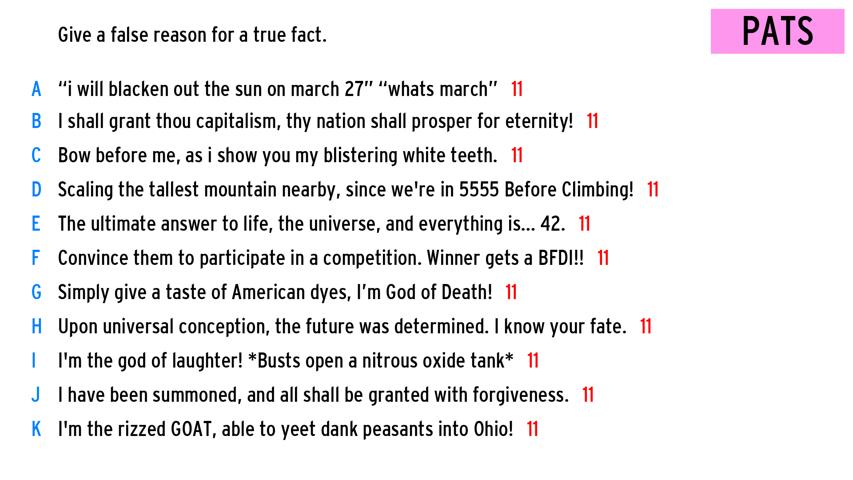 Give a false reason for a true fact.
PATS
A “i will blacken out the sun on march 27” “whats march” 11
B I shall grant thou capitalism, thy nation shall prosper for eternity! 11
C Bow before me, as i show you my blistering white teeth. 11
D Scaling the tallest mountain nearby, since we're in 5555 Before Climbing! 11
E The ultimate answer to life, the universe, and everything is... 42. 11
F Convince them to participate in a competition. Winner gets a BFDI!! 11
G Simply give a taste of American dyes, I’m God of Death! 11
H Upon universal conception, the future was determined. I know your fate. 11
I I'm the god of laughter! *Busts open a nitrous oxide tank* 11
J I have been summoned, and all shall be granted with forgiveness. 11
K I'm the rizzed GOAT, able to yeet dank peasants into Ohio! 11